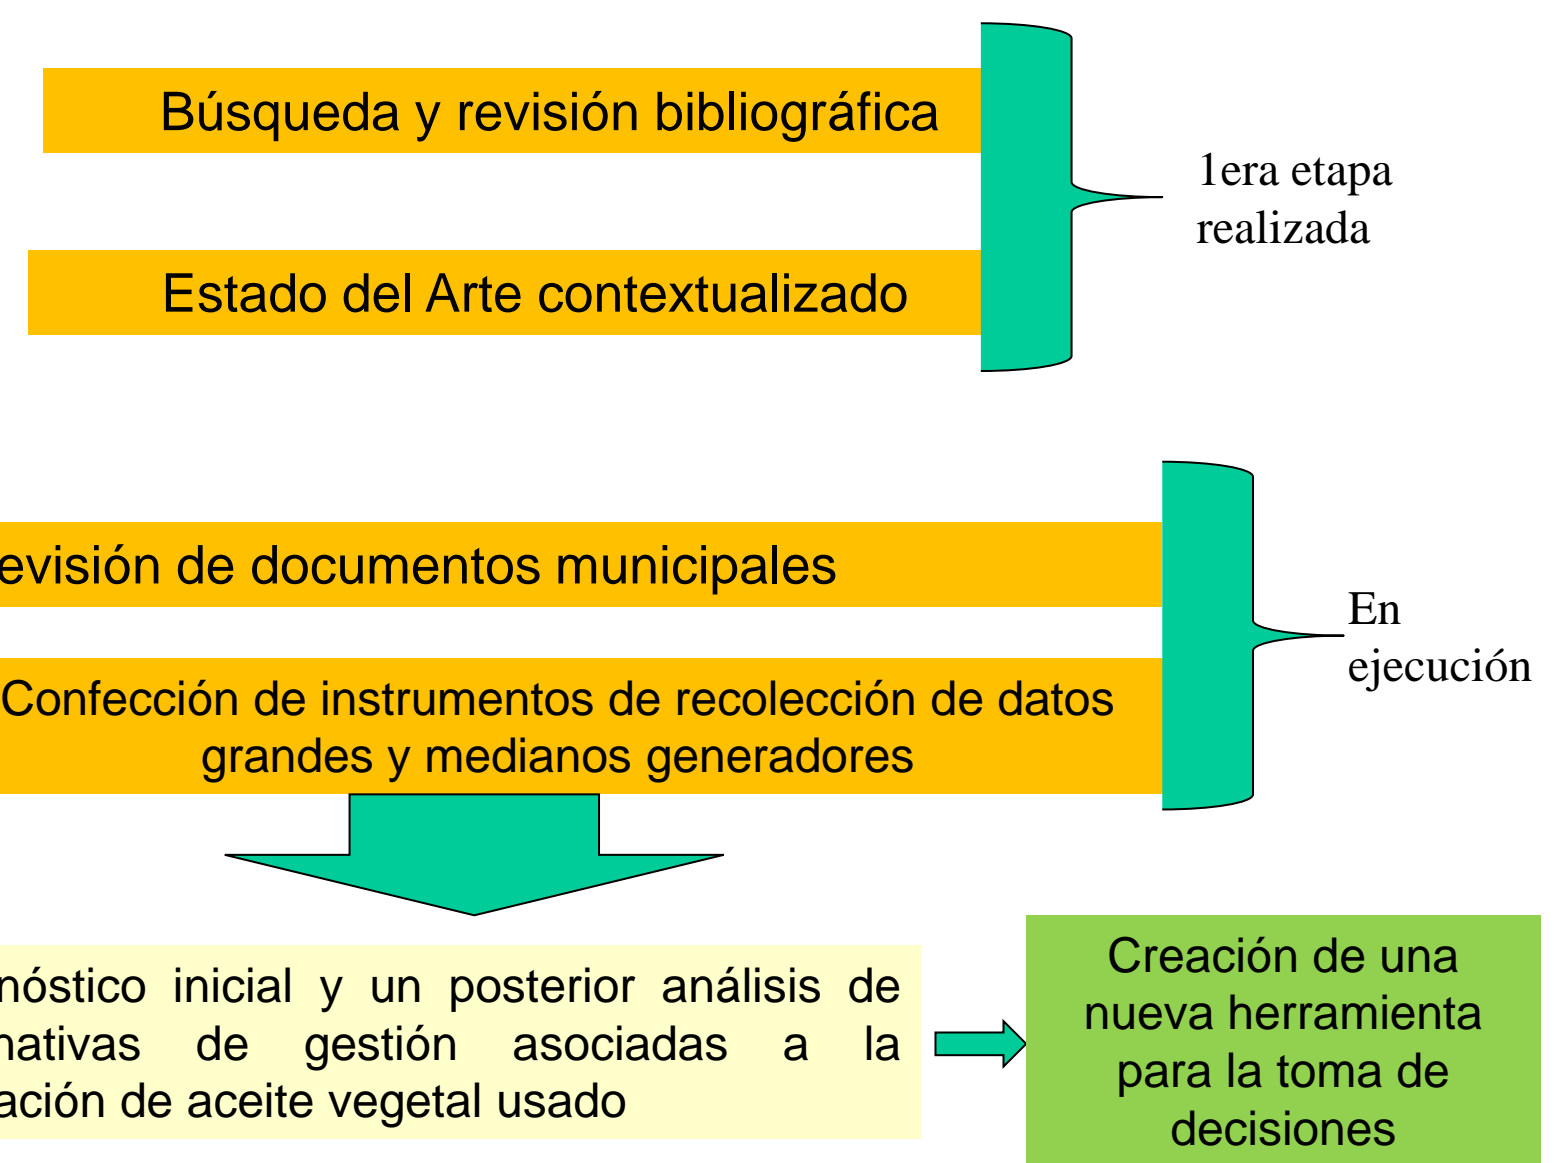 Búsqueda y revisión bibliográfica
1era etapa
realizada
Estado del Arte contextualizado
evisión de documentos municipales
En
ejecución
Confección de instrumentos de recolección de datos
grandes y medianos generadores
nóstico inicial y un posterior análisis de
nativas de gestión asociadas a la
ación de aceite vegetal usado
Creación de una
nueva herramienta
para la toma de
decisiones